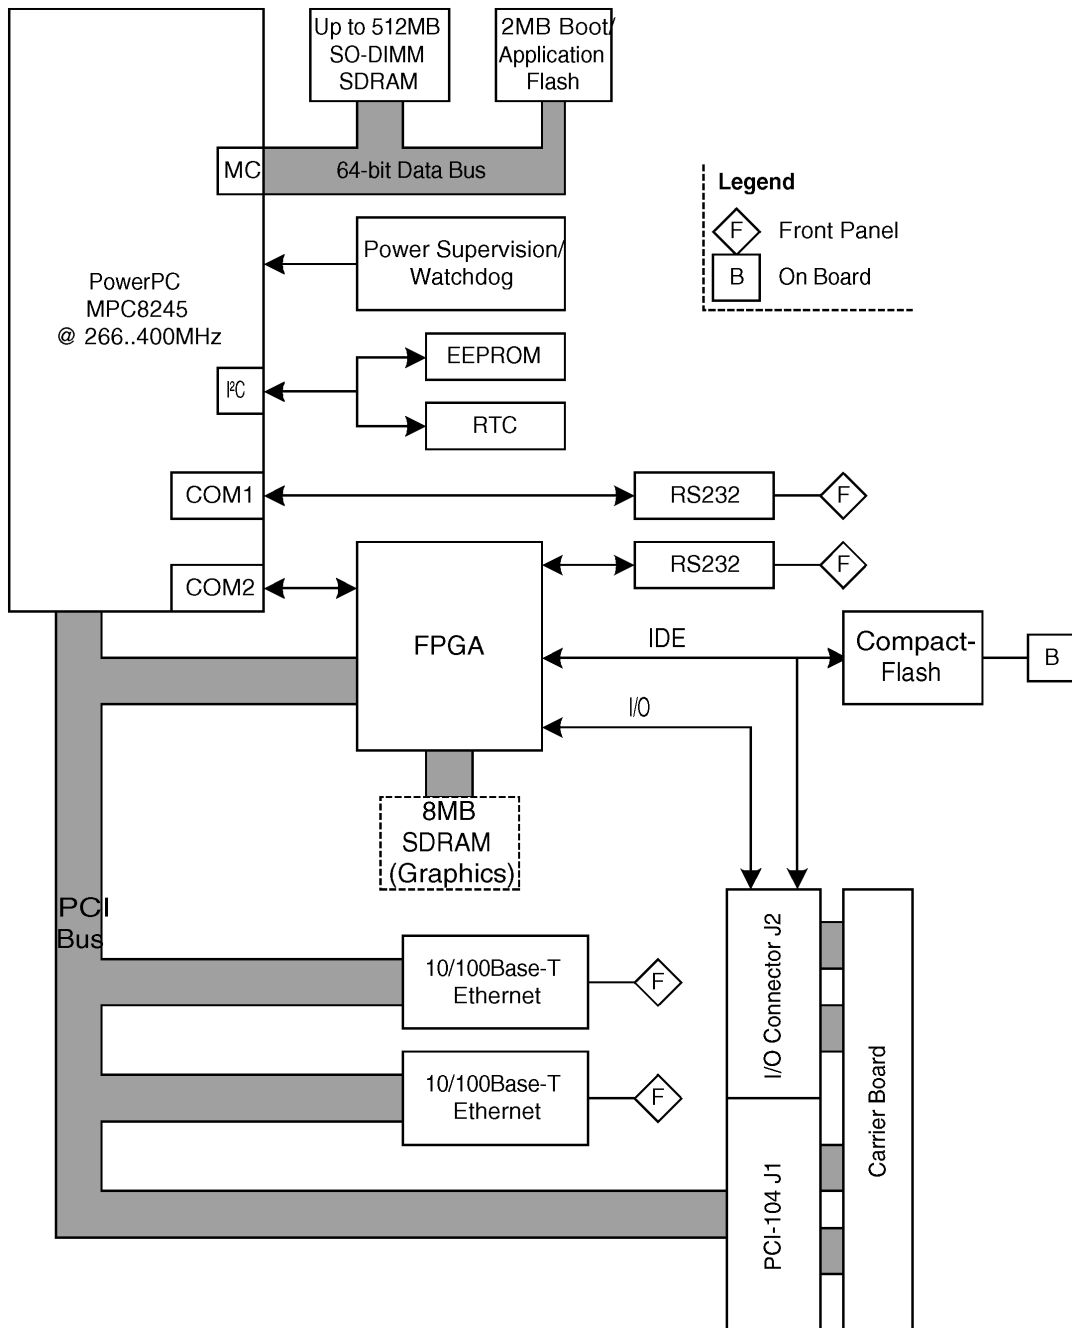 Up to 512MB
SO-DIMM
SDRAM
2MB Boot/
Application
Flash
MC
64-bit Data Bus
Legend
F
Front Panel
B
On Board
Power Supervision/
Watchdog
PowerPC
MPC8245
@ 266..400MHz
EEPROM
I²C
RTC
COM1
RS232
F
RS232
F
COM2
FPGA
IDE
Compact-
Flash
B
I/O
8MB
SDRAM
(Graphics)
PCI
Bus
10/100Base-T
Ethernet
F
I/O Connector J2
10/100Base-T
Ethernet
F
Carrier Board
PCI-104 J1